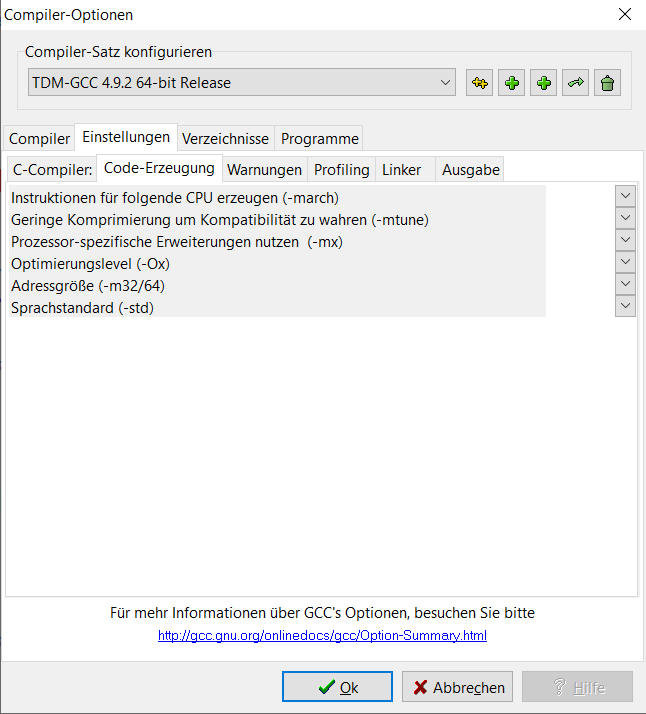 Compiler-Optionen
Compiler-Satz konfigurieren
TDM-GCC 4.9.2 64-bit Release
Compiler Einstellungen Verzeichnisse Programme
C-Compiler: Code-Erzeugung Warnungen Profiling Linker Ausgabe
Instruktionen für folgende CPU erzeugen (-march)
Geringe Komprimierung um Kompatibilität zu wahren (-mtune)
Prozessor-spezifische Erweiterungen nutzen (-mx)
Optimierungslevel (-Ox)
Adressgröße (-m32/64)
Sprachstandard (-std)
Für mehr Informationen über GCC's Optionen, besuchen Sie bitte
http://gcc.gnu.org/onlinedocs/gcc/Option-Summary.html
Ok Abbrechen ? Hilfe